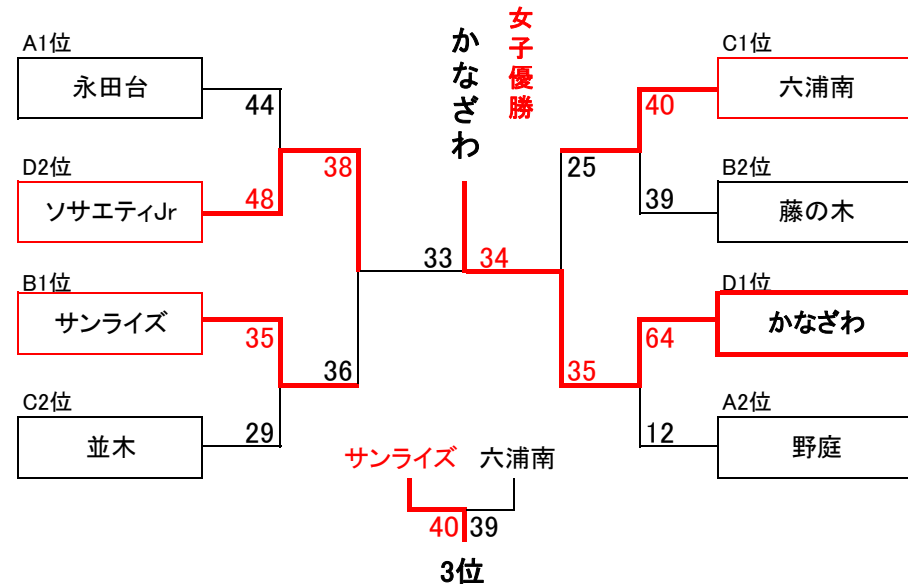 A1位
永田台
44
D2位
ソサエティJr
48
38
B1位
サンライズ
35
36
C2位
並木
29
33
34
かなざわ
女子優勝
C1位
六浦南
40
25
B2位
藤の木
39
D1位
かなざわ
64
35
A2位
野庭
12
サンライズ 六浦南
40 39
3位